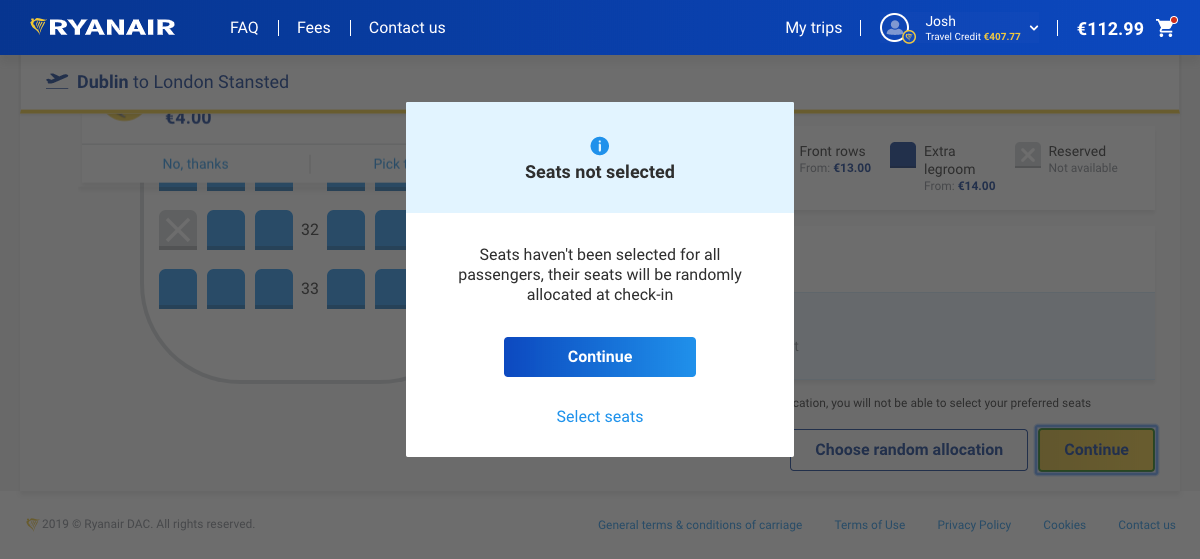 RYANAIR
FAQ
Fees
Contact us
My trips
Josh
Travel Credit €407.77
€112.99
Dublin to London Stansted
€4.00
No, thanks
Pick
Front rows
From: €13.00
Extra
legroom
From: €14.00
Reserved
Not available
32
33
Seats not selected
Seats haven't been selected for all
passengers, their seats will be randomly
allocated at check-in
Continue
Select seats
you will not be able to select your preferred seats
Choose random allocation
Continue
2019 © Ryanair DAC. All rights reserved.
General terms & conditions of carriage
Terms of Use
Privacy Policy
Cookies
Contact us